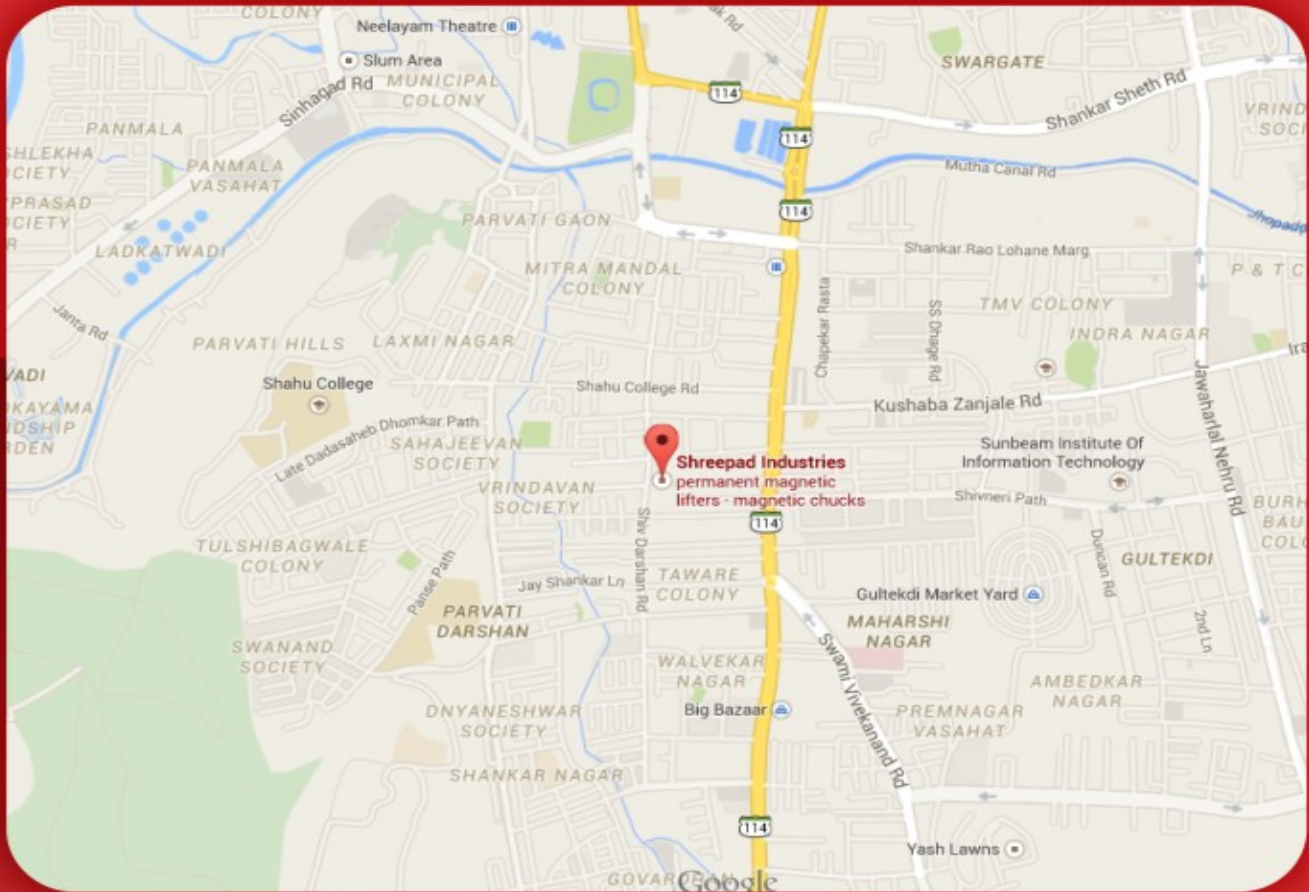 COLONY
Neelayam Theatre
Slum Area
Sinhagad Rd
MUNICIPAL
COLONY
114
SWARGATE
Shankar Sheth Rd
PANMALA
PANMALA
VASAHAT
114
Mutha Canal Rd
LADKATWADI
PARVATI GAON
114
Shankar Rao Lohane Marg
P & T C
MITRA MANDAL
COLONY
TMV COLONY
INDRA NAGAR
Janta Rd
PARVATI HILLS
LAXMI NAGAR
Chapekar Rasta
SS Dhage Rd
Shahu College
Shahu College Rd
Kushaba Zanjale Rd
Jawaharlal Nehru Rd
Late Dadasaheb Dhomkar Path
SAHAJEEVAN
SOCIETY
Sunbeam Institute Of
Information Technology
Shreepad Industries
permanent magnetic
lifters · magnetic chucks
VRINDAVAN
SOCIETY
Shivneri Path
114
Shiv Darshan Rd
TULSHIBAGWALE
COLONY
Panse Path
Jay Shankar Ln
TAWARE
COLONY
Duncan Rd
GULTEKDI
Gultekdi Market Yard
PARVATI
DARSHAN
MAHARSHI
NAGAR
2nd Ln
SWANAND
SOCIETY
WALVEKAR
NAGAR
Swami Vivekanand Rd
AMBEDKAR
NAGAR
Big Bazaar
DNYANESHWAR
SOCIETY
PREMNAGAR
VASAHAT
SHANKAR NAGAR
114
Yash Lawns
Google